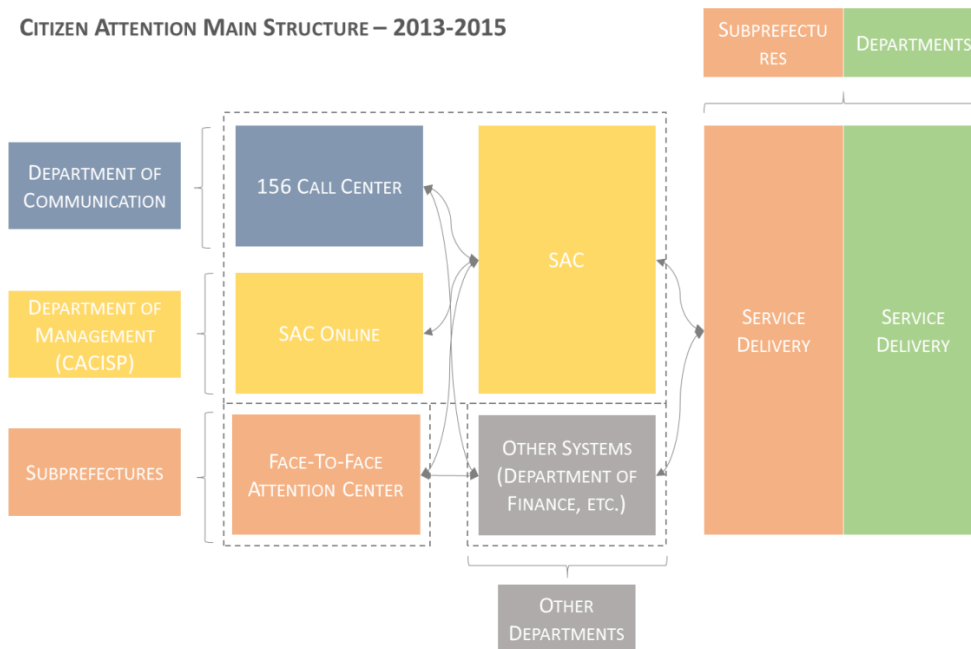 CITIZEN ATTENTION MAIN STRUCTURE – 2013-2015
SUBPREFECTU
RES
DEPARTMENTS
DEPARTMENT OF
COMMUNICATION
156 CALL CENTER
SAC
DEPARTMENT OF
MANAGEMENT
(CACISP)
SAC ONLINE
SERVICE
DELIVERY
SERVICE
DELIVERY
SUBPREFECTURES
FACE-TO-FACE
ATTENTION CENTER
OTHER SYSTEMS
(DEPARTMENT OF
FINANCE, ETC.)
OTHER
DEPARTMENTS